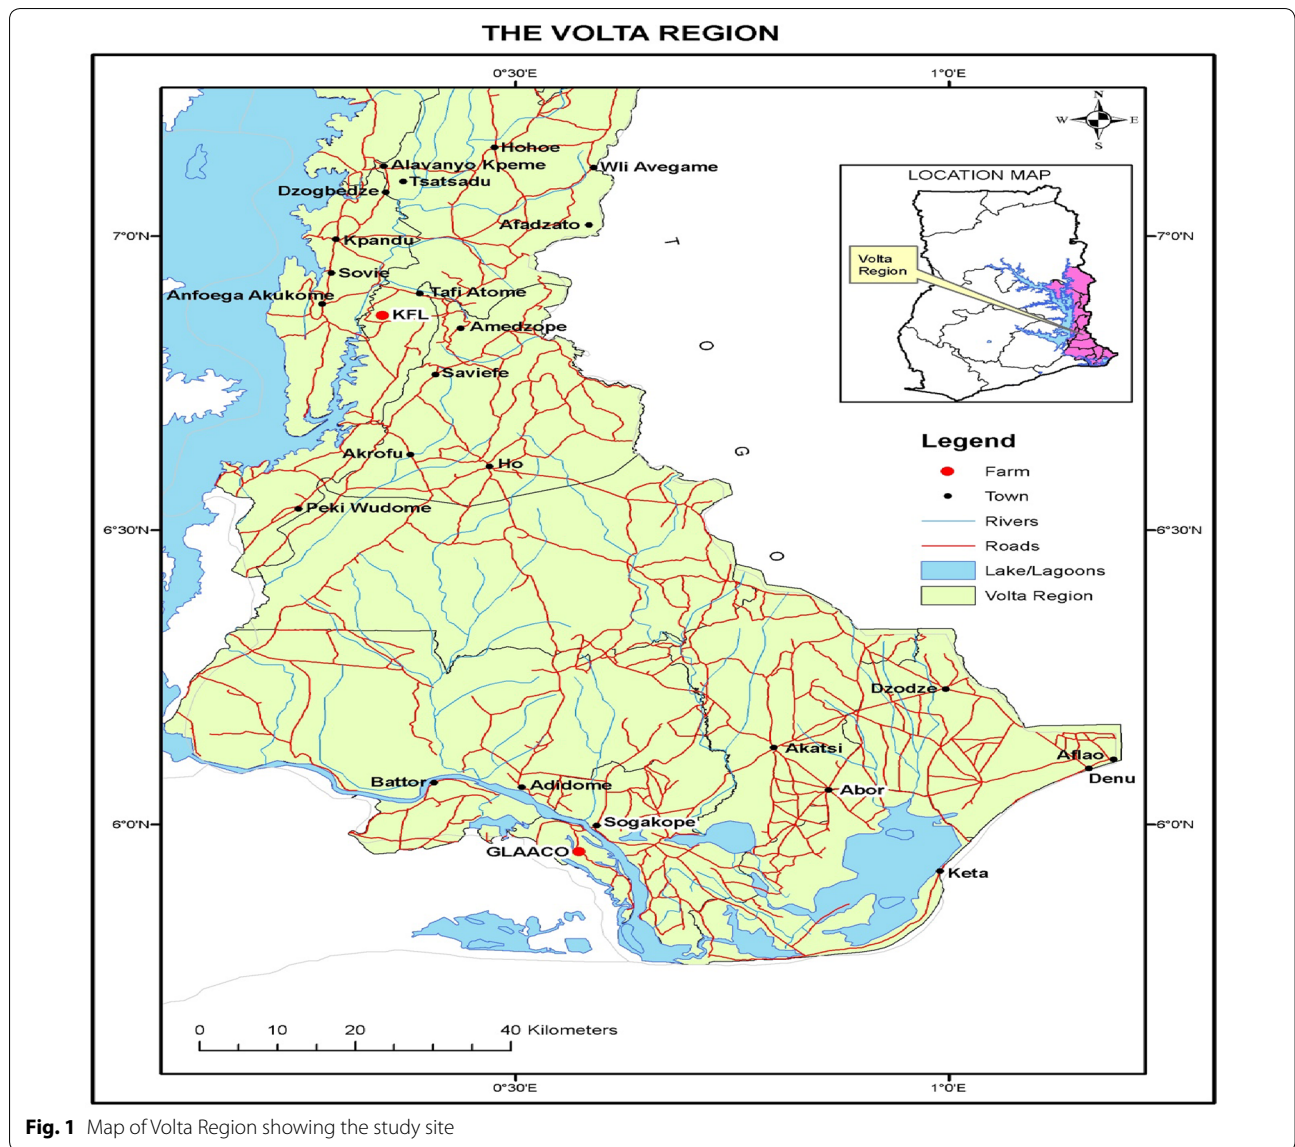 THE VOLTA REGION
0°30'E
1°0'E
N
W
E
S
LOCATION MAP
Volta
Region
Hohoe
Alavanyo Kpeme
Wli Avegame
Tsatsadu
Dzogbedze
Afadzato
7°0'N
7°0'N
Kpandu
T
Sovie
Tafi Atome
Anfoega Akukome
KFL
Amedzope
O
Saviefe
Legend
Farm
Town
Rivers
Roads
Lake/Lagoons
Volta Region
Akrofu
Ho
G
Peki Wudome
6°30'N
6°30'N
O
Dzodze
Akatsi
Aflao
Denu
Battor
Adidome
Abor
6°0'N
Sogakope'
6°0'N
GLAACO
Keta
0 10 20 40 Kilometers
0°30'E
1°0'E
Fig. 1 Map of Volta Region showing the study site